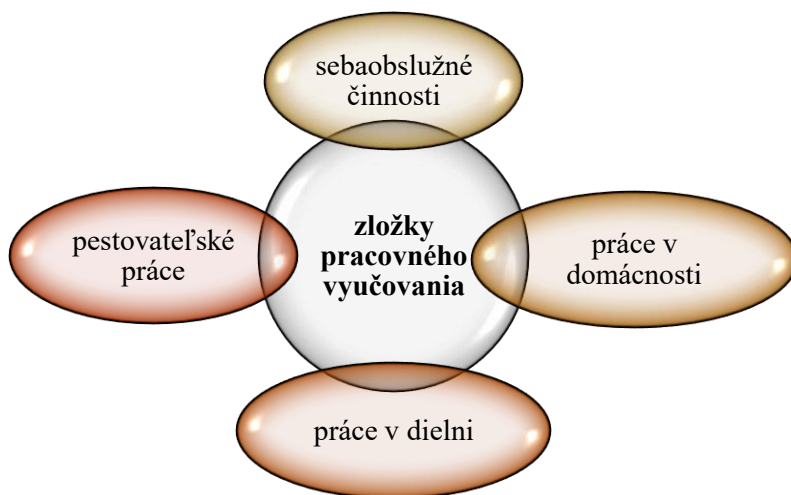 sebaobslužné
činnosti
pestovateľské
práce
zložky
pracovného
vyučovania
práce v
domácnosti
práce v dielni